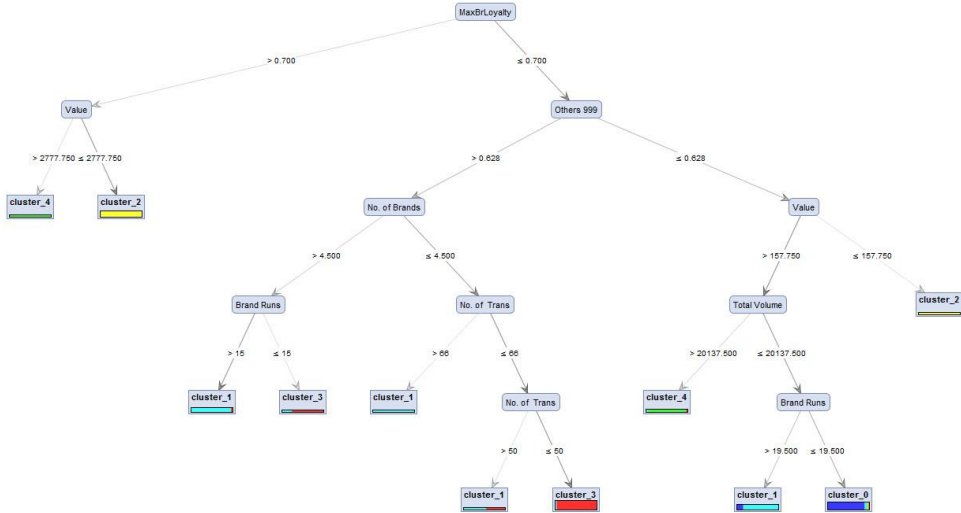 MaxBrLoyalty
> 0.700
≤ 0.700
Value
Others 999
> 2777.750 ≤ 2777.750
> 0.628
≤ 0.628
cluster_4
cluster_2
No. of Brands
Value
> 4.500
≤ 4.500
> 157.750
≤ 157.750
Brand Runs
No. of Trans
Total Volume
cluster_2
> 15
≤ 15
> 66
≤ 66
> 20137.500
≤ 20137.500
cluster_1
cluster_3
cluster_1
No. of Trans
cluster_4
Brand Runs
> 50
≤ 50
> 19.500
≤ 19.500
cluster_1
cluster_3
cluster_1
cluster_0